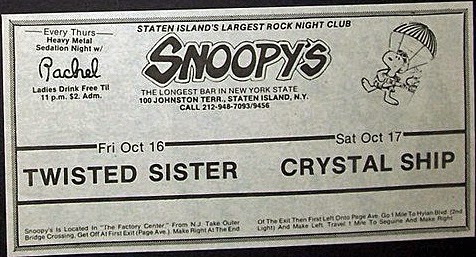 Every Thurs
Heavy Metal
Sedation Night w/
Rachel
Ladies Drink Free Til
11 p.m. $2. Adm.
STATEN ISLAND'S LARGEST ROCK NIGHT CLUB
SNOOPY'S
THE LONGEST BAR IN NEW YORK STATE
100 JOHNSTON TERR., STATEN ISLAND, N.Y.
CALL 212-948-7093/9456
Fri Oct 16
TWISTED SISTER
Sat Oct 17
CRYSTAL SHIP
Snoopy's Is Located In "The Factory Center." From N.J. Take Outer
Bridge Crossing, Get Off At First Exit (Page Ave.). Make Right At The End
Of The Exit Then First Left Onto Page Ave. Go 1 Mile To Hylan Blvd. (2nd
Light) And Make Left. Travel 1 Mile To Seguine And Make Right.